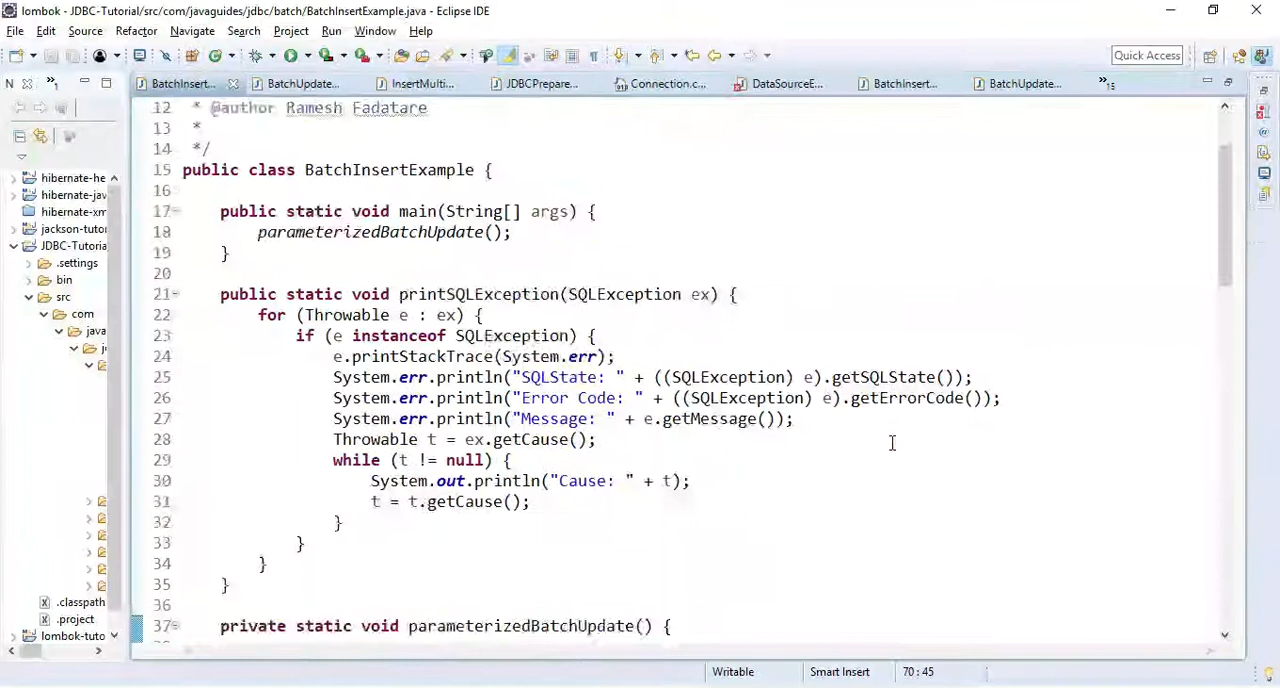 lombok - JDBC-Tutorial/src/com/javaguides/jdbc/batch/BatchInsertExample.java - Eclipse IDE
File Edit Source Refactor Navigate Search Project Run Window Help
Quick Access
N
1
BatchInsert...
BatchUpdate...
InsertMulti...
JDBCPrepare...
Connection.c...
DataSourceE...
BatchInsert...
BatchUpdate...
15
hibernate-he
hibernate-jav
hibernate-xm
jackson-tuto
JDBC-Tutoria
.settings
bin
src
com
java
j
.classpath
.project
lombok-tuto
12 * @author Ramesh Fadatare
13 *
14 */
15 public class BatchInsertExample {
16
17 public static void main(String[] args) {
18 parameterizedBatchUpdate();
19 }
20
21 public static void printSQLException(SQLException ex) {
22 for (Throwable e : ex) {
23 if (e instanceof SQLException) {
24 e.printStackTrace(System.err);
25 System.err.println("SQLState: " + ((SQLException) e).getSQLState());
26 System.err.println("Error Code: " + ((SQLException) e).getErrorCode());
27 System.err.println("Message: " + e.getMessage());
28 Throwable t = ex.getCause();
29 while (t != null) {
30 System.out.println("Cause: " + t);
31 t = t.getCause();
32 }
33 }
34 }
35 }
36
37 private static void parameterizedBatchUpdate() {
Writable Smart Insert 70 : 45